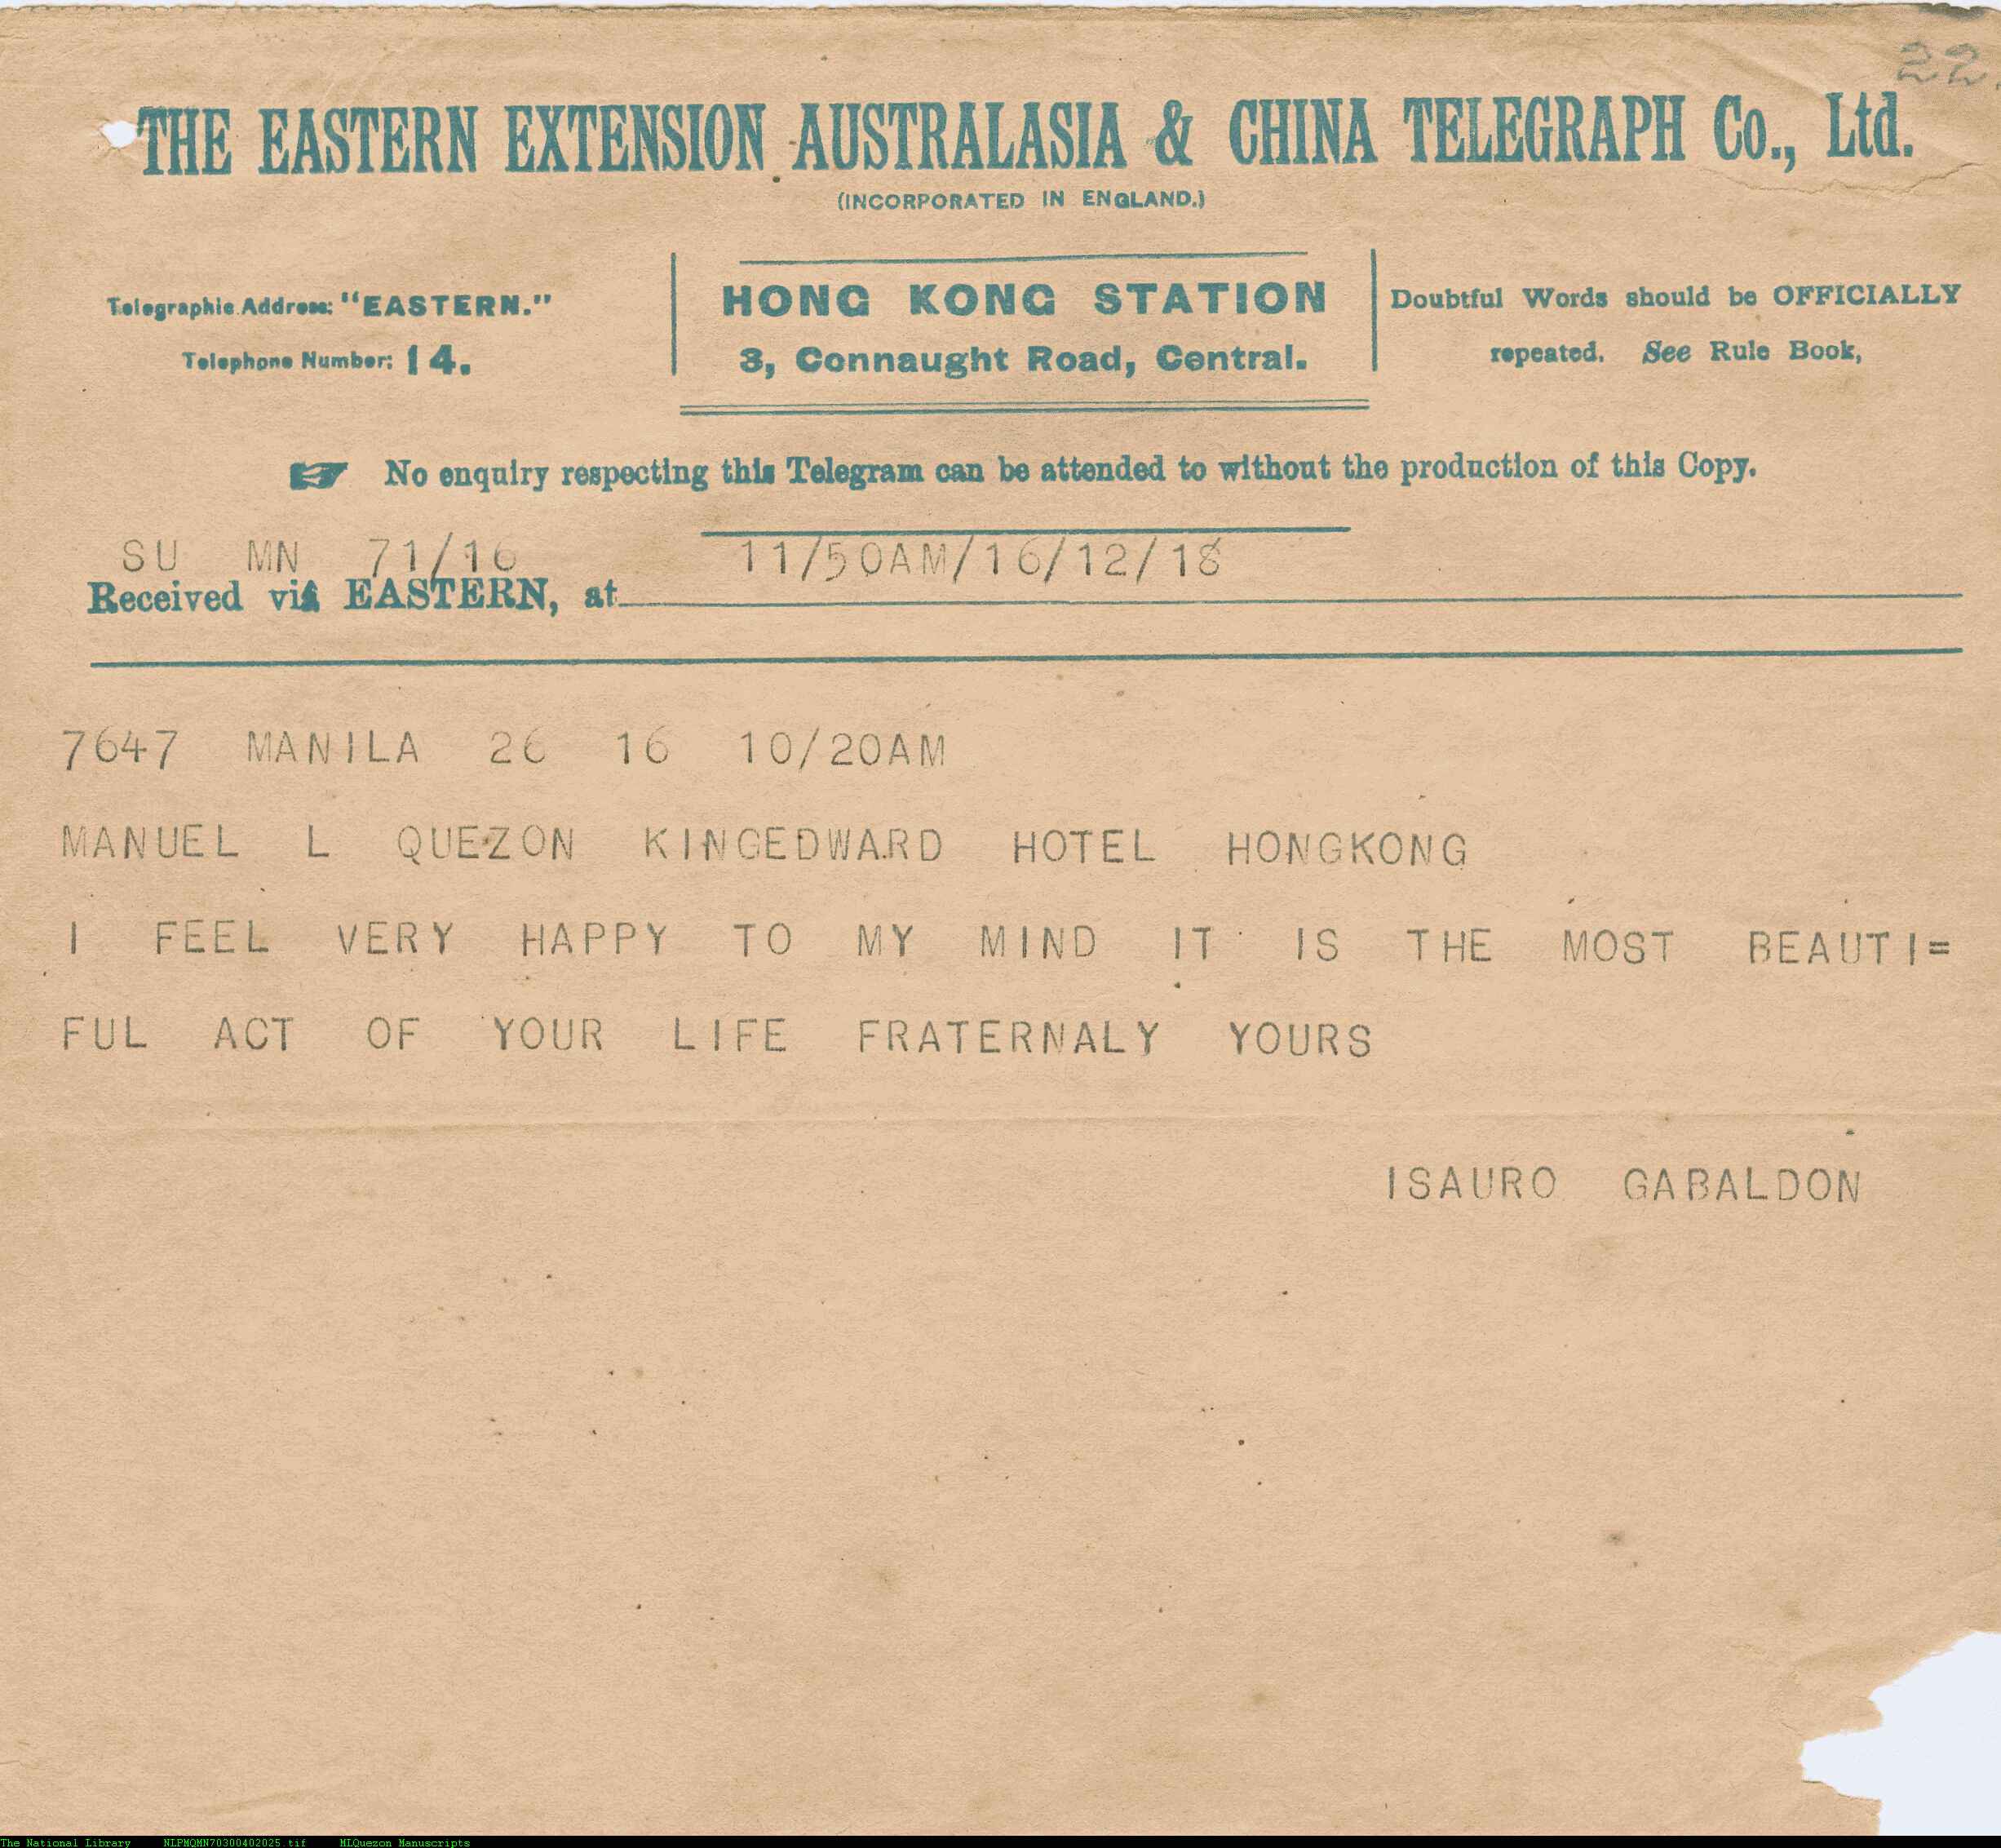 22
THE EASTERN EXTENSION AUSTRALASIA & CHINA TELEGRAPH Co., Ltd.
(INCORPORATED IN ENGLAND.)
Telegraphic Address: "EASTERN."
Telephone Number: 14.
HONG KONG STATION
3, Connaught Road, Central.
Doubtful Words should be OFFICIALLY
repeated. See Rule Book,
No enquiry respecting this Telegram can be attended to without the production of this Copy.
SU MN 71/16 11/50AM/16/12/18
Received viâ EASTERN, at
7647 MANILA 26 16 10/20AM
MANUEL L QUEZON KINGEDWARD HOTEL HONGKONG
I FEEL VERY HAPPY TO MY MIND IT IS THE MOST BEAUTI=
FUL ACT OF YOUR LIFE FRATERNALY YOURS
ISAURO GABALDON
The National Library NLPMQMN70300402025.tif MLQuezon Manuscripts